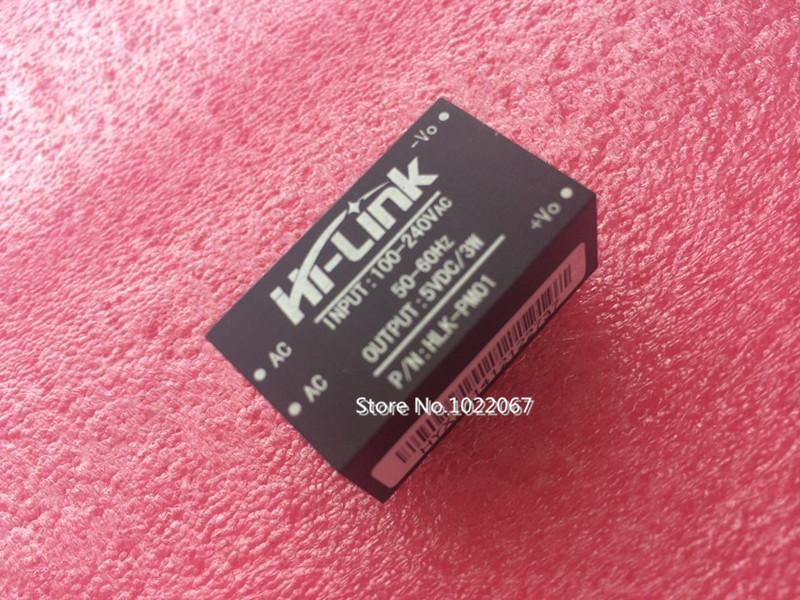 -Vo
+Vo
Hi-Link
INPUT:100-240VAC
50-60Hz
OUTPUT:5VDC/3W
P/N:HLK-PM01
AC
AC
Store No.1022067